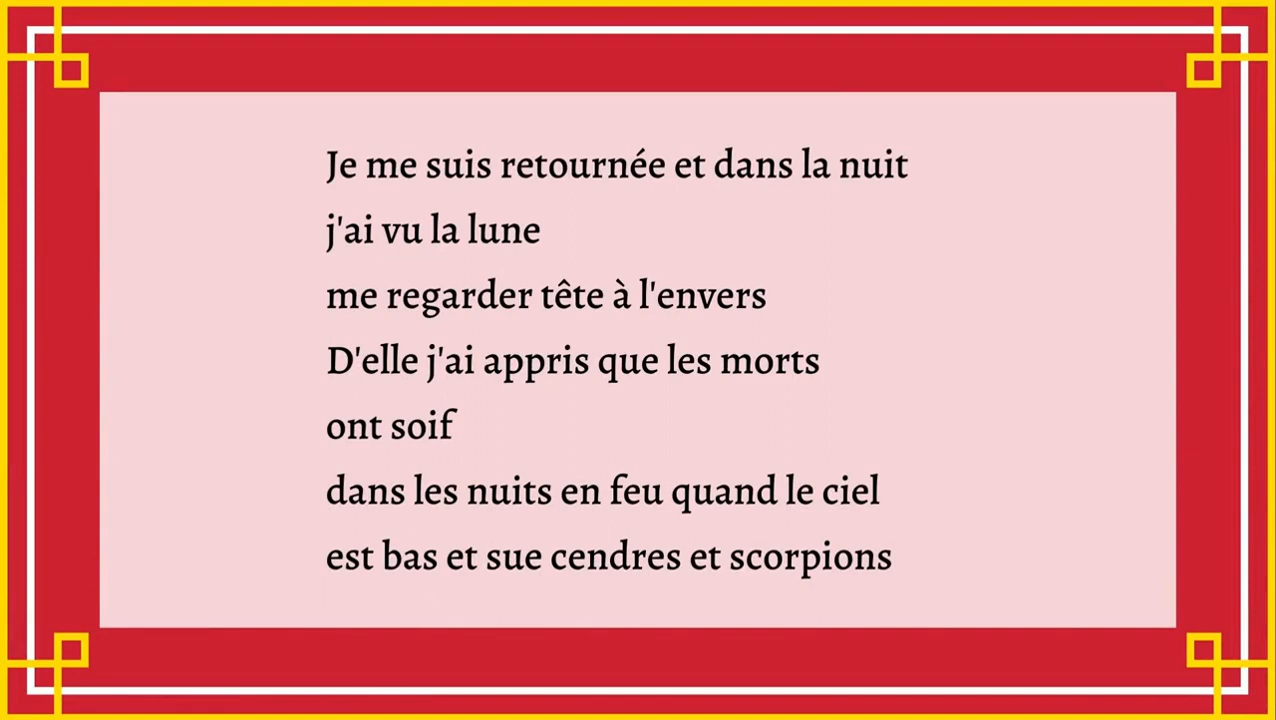 Je me suis retournée et dans la nuit
j'ai vu la lune
me regarder tête à l'envers
D'elle j'ai appris que les morts
ont soif
dans les nuits en feu quand le ciel
est bas et sue cendres et scorpions